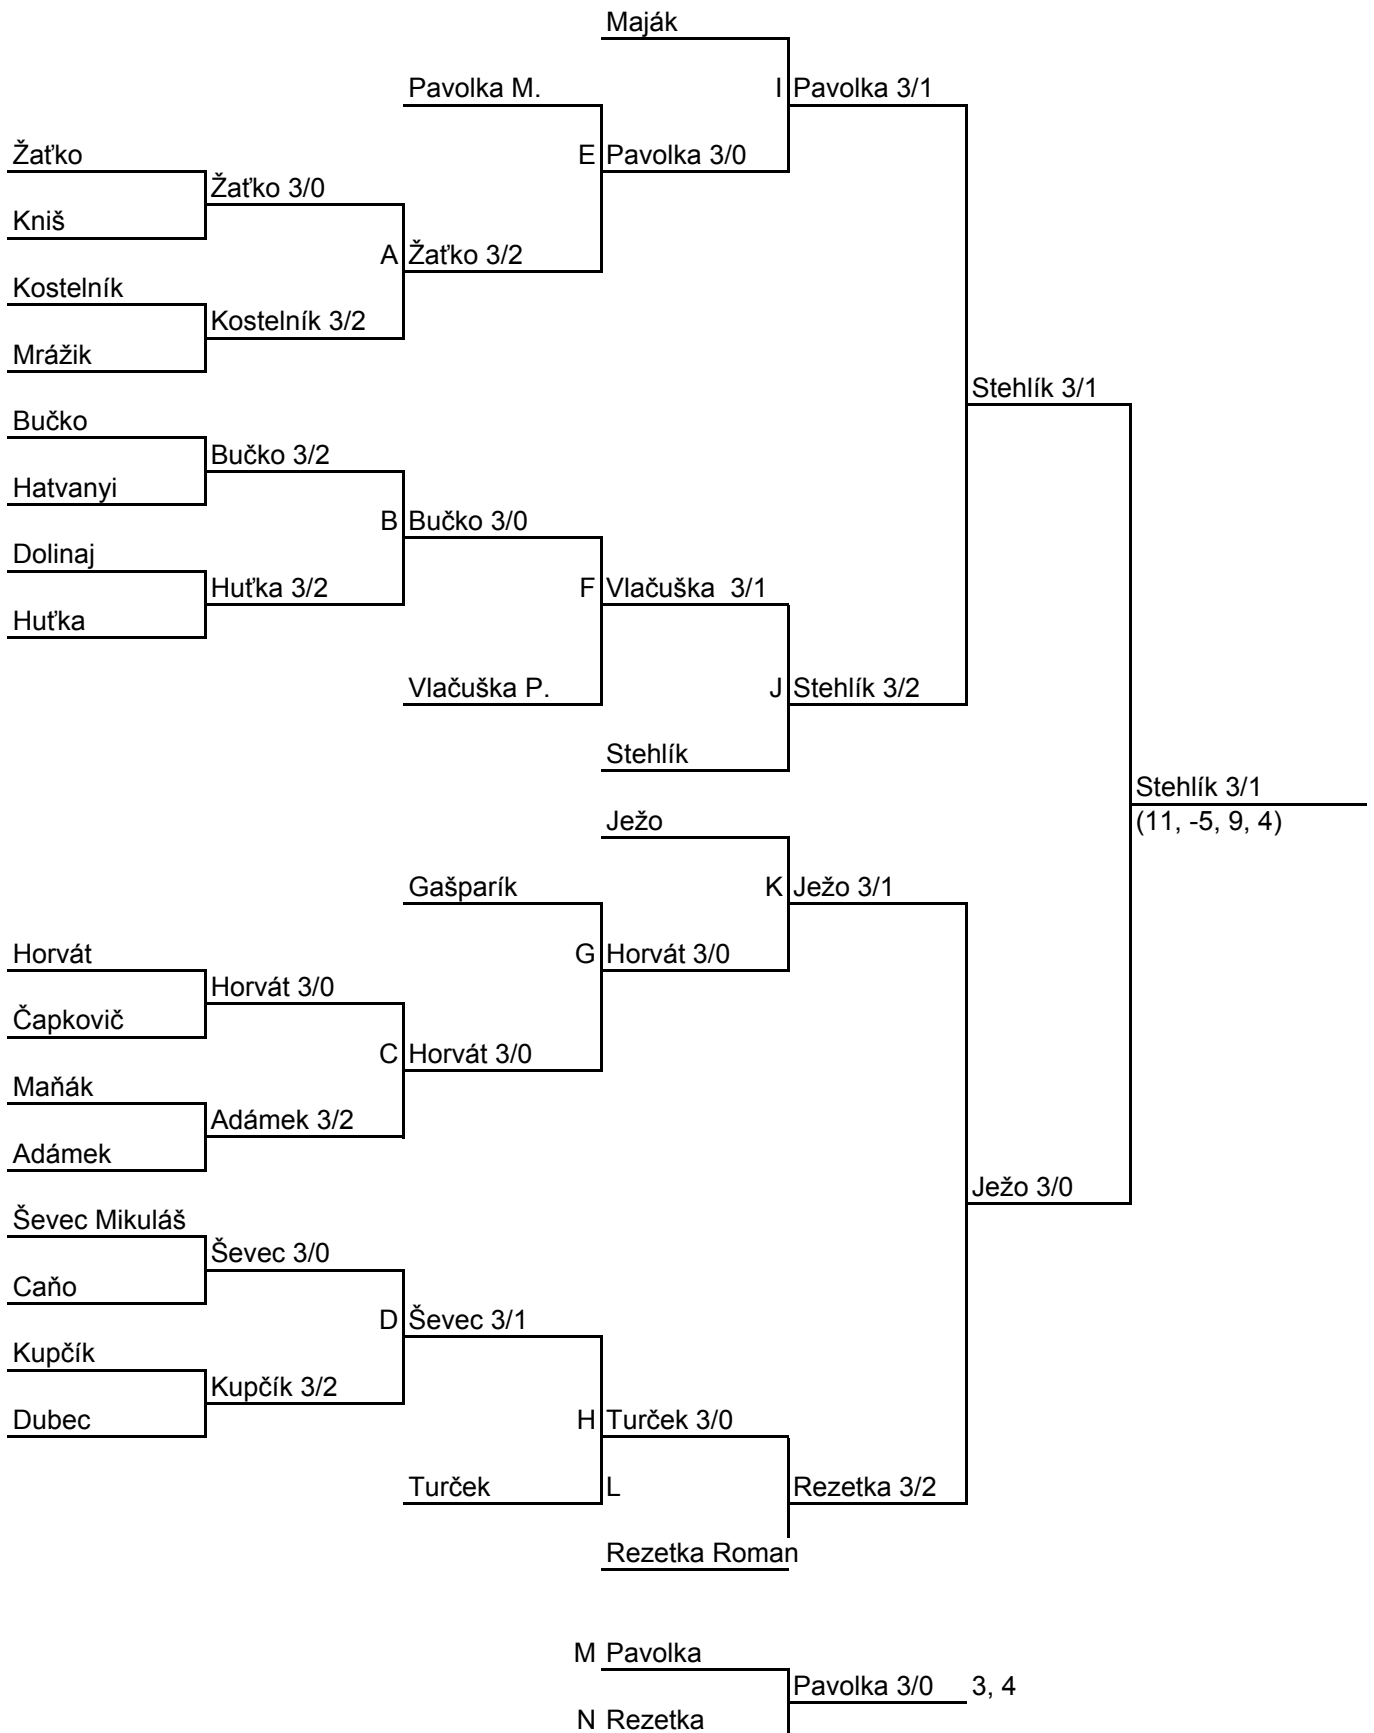 Maják
Pavolka M.
I Pavolka 3/1
Žaťko
E Pavolka 3/0
Žaťko 3/0
Kniš
A Žaťko 3/2
Kostelník
Kostelník 3/2
Mrážik
Stehlík 3/1
Bučko
Bučko 3/2
Hatvanyi
B Bučko 3/0
Dolinaj
Huťka 3/2
F Vlačuška 3/1
Huťka
Vlačuška P.
J Stehlík 3/2
Stehlík
Stehlík 3/1
Ježo
(11, -5, 9, 4)
Gašparík
K Ježo 3/1
Horvát
G Horvát 3/0
Horvát 3/0
Čapkovič
C Horvát 3/0
Maňák
Adámek 3/2
Adámek
Ježo 3/0
Ševec Mikuláš
Ševec 3/0
Caňo
D Ševec 3/1
Kupčík
Kupčík 3/2
Dubec
H Turček 3/0
Turček
L
Rezetka 3/2
Rezetka Roman
M Pavolka
Pavolka 3/0
3, 4
N Rezetka